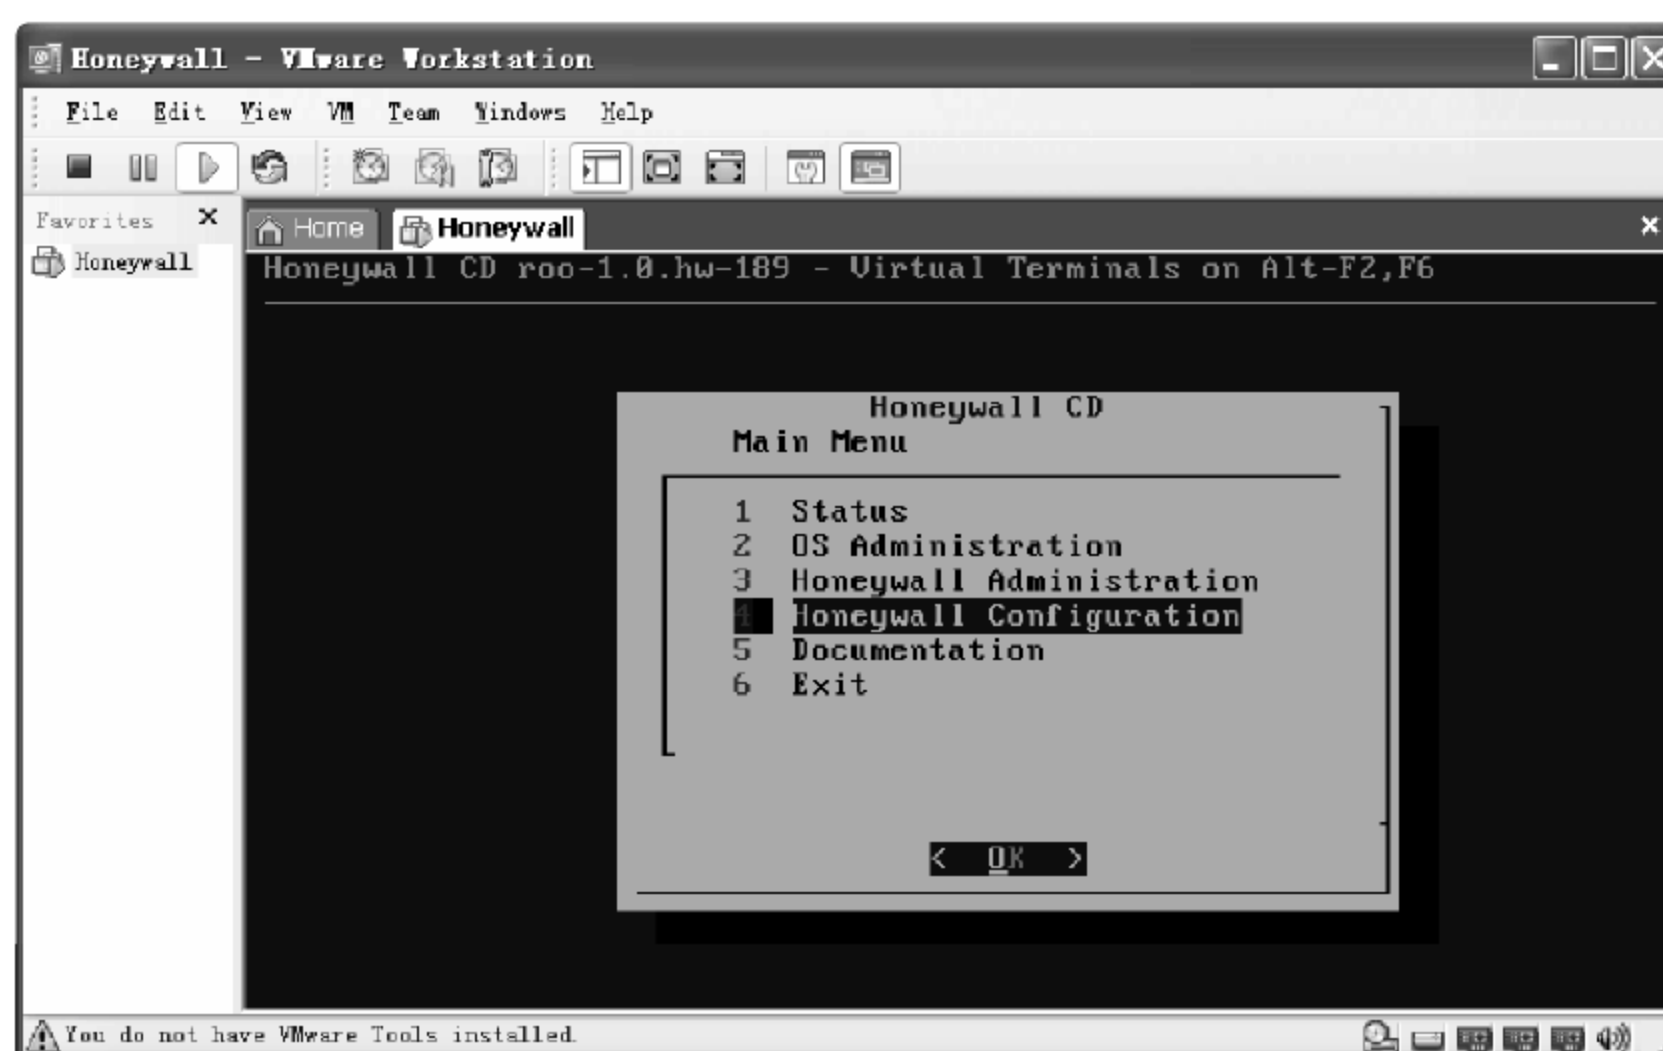 Honeywall - VMware Workstation
File Edit View VM Team Windows Help
Favorites
Home Honeywall
Honeywall
Honeywall CD roo-1.0.hw-189 - Virtual Terminals on Alt-F2,F6
Honeywall CD
Main Menu
1 Status
2 OS Administration
3 Honeywall Administration
4 Honeywall Configuration
5 Documentation
6 Exit
< OK >
You do not have VMware Tools installed.